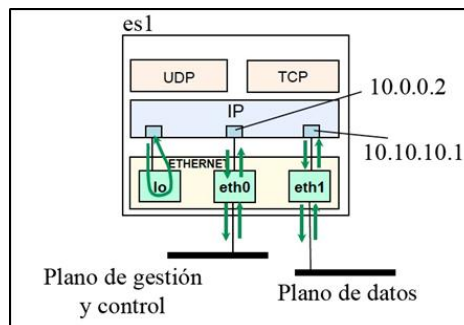 es1
UDP
TCP
IP
10.0.0.2
10.10.10.1
ETHERNET
lo
eth0
eth1
Plano de gestión
y control
Plano de datos